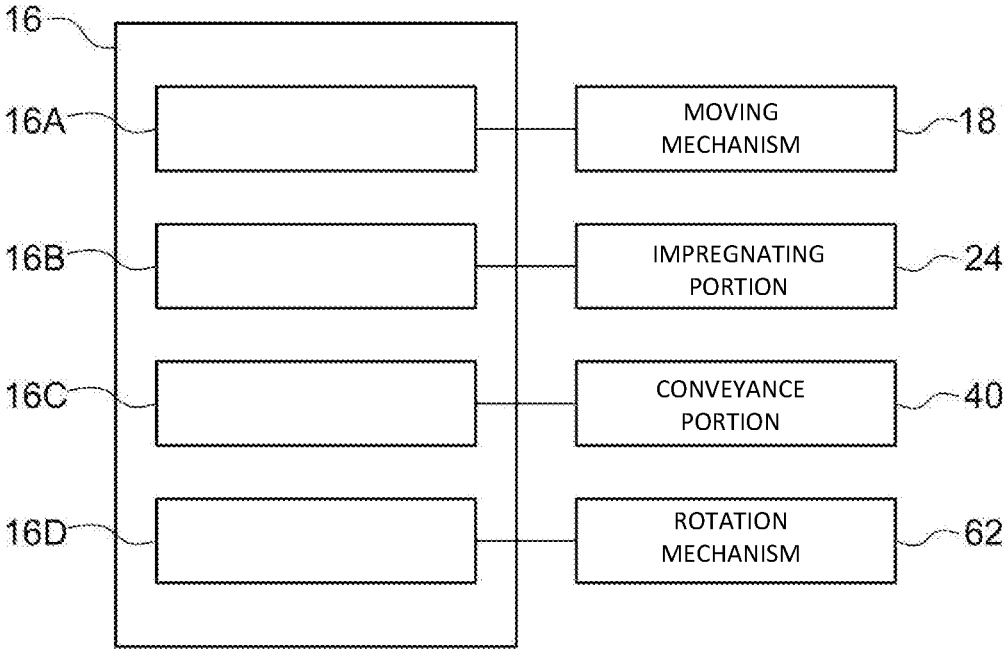 16
16A
MOVING
MECHANISM
18
16B
IMPREGNATING
PORTION
24
16C
CONVEYANCE
PORTION
40
16D
ROTATION
MECHANISM
62